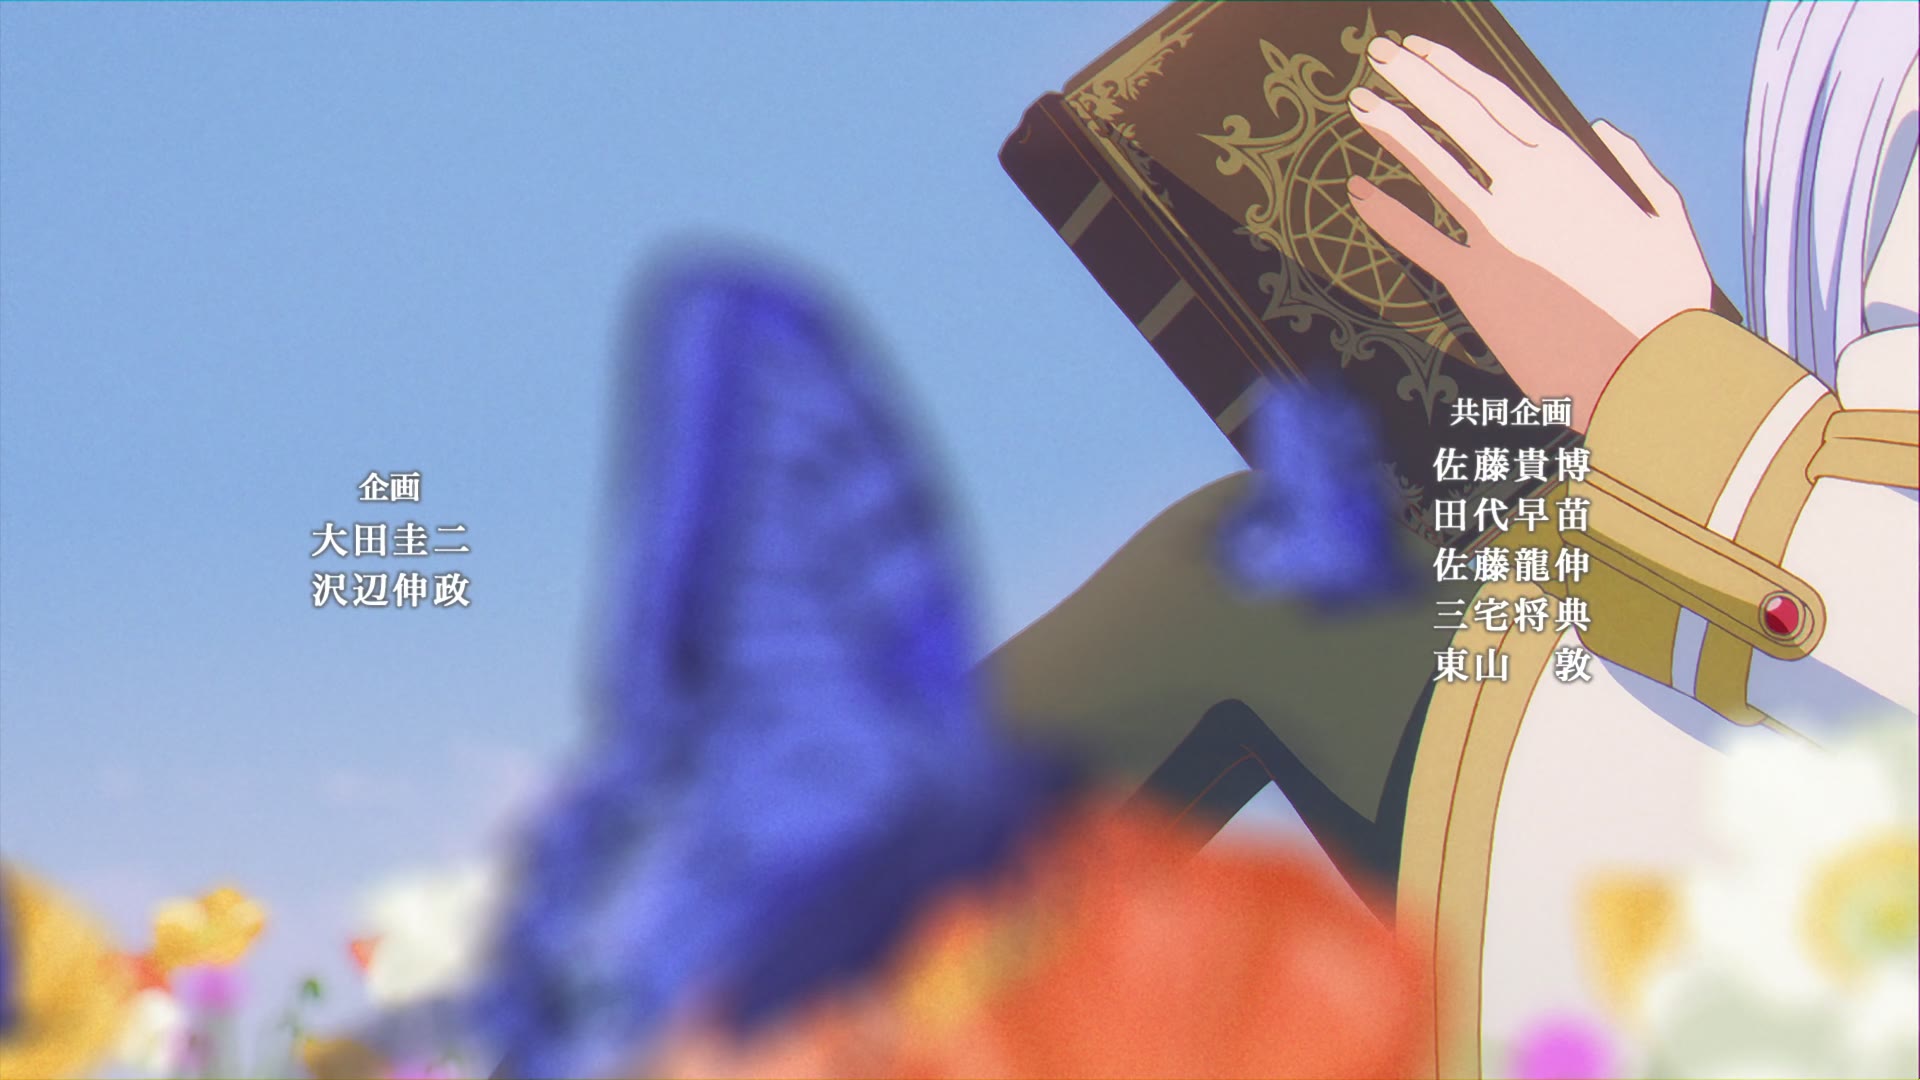 企画
大田圭二
沢辺伸政
共同企画
佐藤貴博
田代早苗
佐藤龍伸
三宅将典
東山　敦